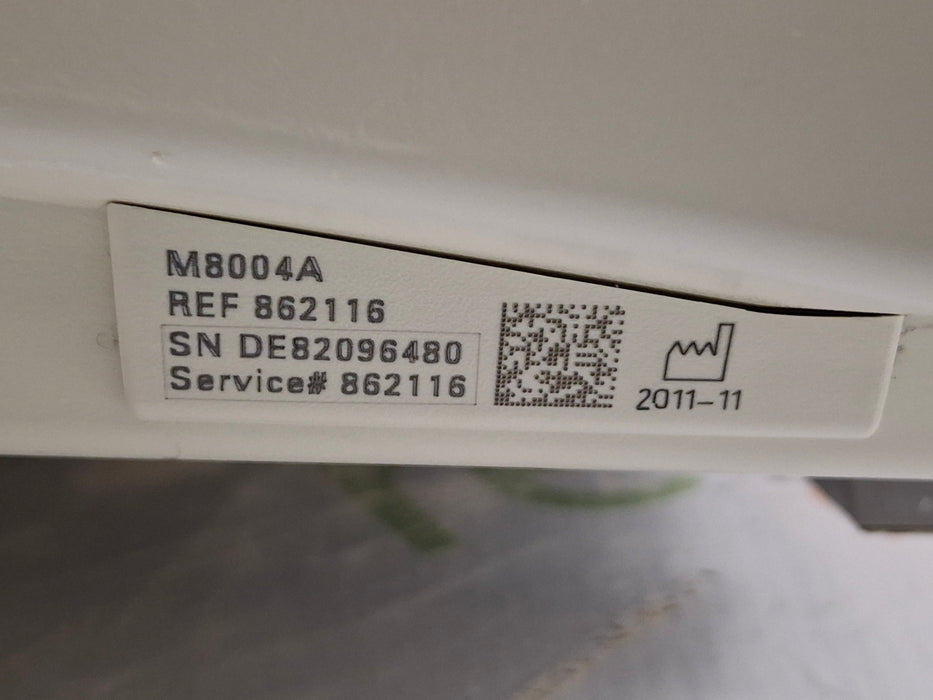 M8004A
REF 862116
SN DE82096480
Service# 862116
2011-11